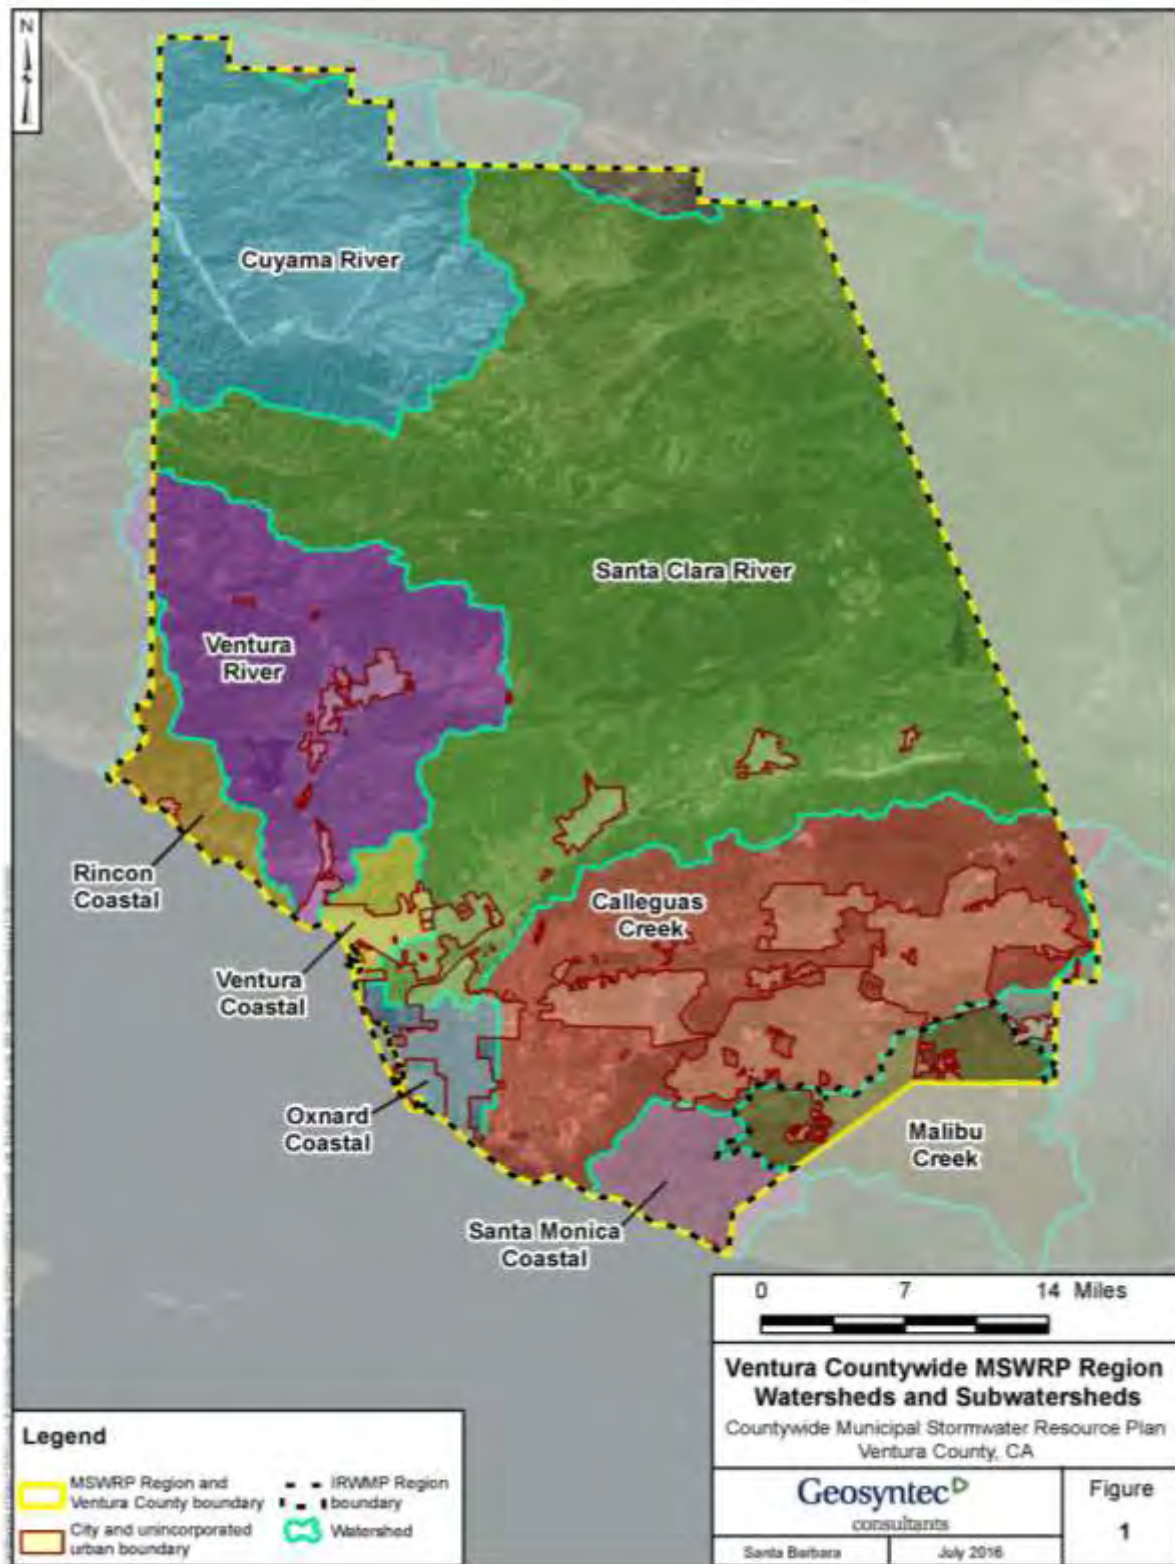 N
Cuyama River
Santa Clara River
Ventura
River
Rincon
Coastal
Calleguas
Creek
Ventura
Coastal
Oxnard
Coastal
Malibu
Creek
Santa Monica
Coastal
0 7 14 Miles
Ventura Countywide MSWRP Region
Watersheds and Subwatersheds
Countywide Municipal Stormwater Resource Plan
Ventura County, CA
Geosyntec
consultants
Figure
1
Santa Barbara
July 2016
Legend
MSWRP Region and
Ventura County boundary
City and unincorporated
urban boundary
IRWMP Region
boundary
Watershed